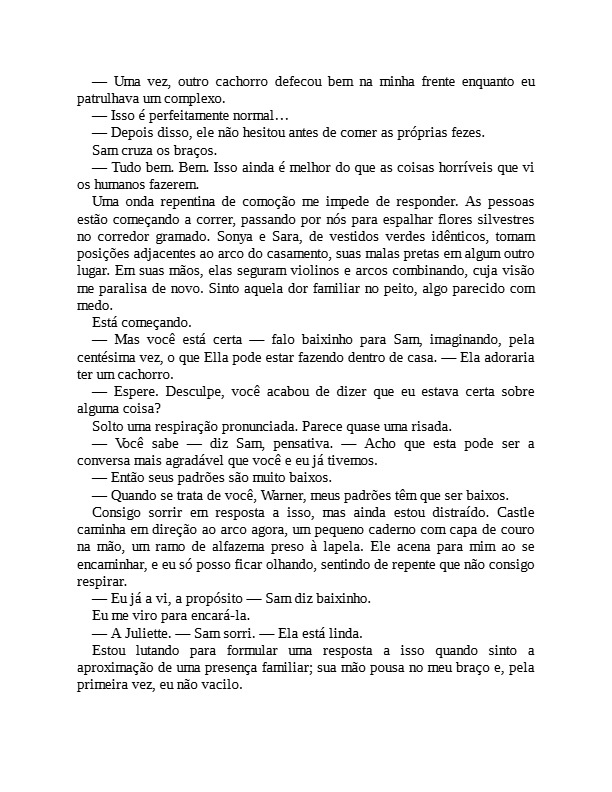 — Uma vez, outro cachorro defecou bem na minha frente enquanto eu
patrulhava um complexo.
— Isso é perfeitamente normal…
— Depois disso, ele não hesitou antes de comer as próprias fezes.
Sam cruza os braços.
— Tudo bem. Bem. Isso ainda é melhor do que as coisas horríveis que vi
os humanos fazerem.
Uma onda repentina de comoção me impede de responder. As pessoas
estão começando a correr, passando por nós para espalhar flores silvestres
no corredor gramado. Sonya e Sara, de vestidos verdes idênticos, tomam
posições adjacentes ao arco do casamento, suas malas pretas em algum outro
lugar. Em suas mãos, elas seguram violinos e arcos combinando, cuja visão
me paralisa de novo. Sinto aquela dor familiar no peito, algo parecido com
medo.
Está começando.
— Mas você está certa — falo baixinho para Sam, imaginando, pela
centésima vez, o que Ella pode estar fazendo dentro de casa. — Ela adoraria
ter um cachorro.
— Espere. Desculpe, você acabou de dizer que eu estava certa sobre
alguma coisa?
Solto uma respiração pronunciada. Parece quase uma risada.
— Você sabe — diz Sam, pensativa. — Acho que esta pode ser a
conversa mais agradável que você e eu já tivemos.
— Então seus padrões são muito baixos.
— Quando se trata de você, Warner, meus padrões têm que ser baixos.
Consigo sorrir em resposta a isso, mas ainda estou distraído. Castle
caminha em direção ao arco agora, um pequeno caderno com capa de couro
na mão, um ramo de alfazema preso à lapela. Ele acena para mim ao se
encaminhar, e eu só posso ficar olhando, sentindo de repente que não consigo
respirar.
— Eu já a vi, a propósito — Sam diz baixinho.
Eu me viro para encará-la.
— A Juliette. — Sam sorri. — Ela está linda.
Estou lutando para formular uma resposta a isso quando sinto a
aproximação de uma presença familiar; sua mão pousa no meu braço e, pela
primeira vez, eu não vacilo.